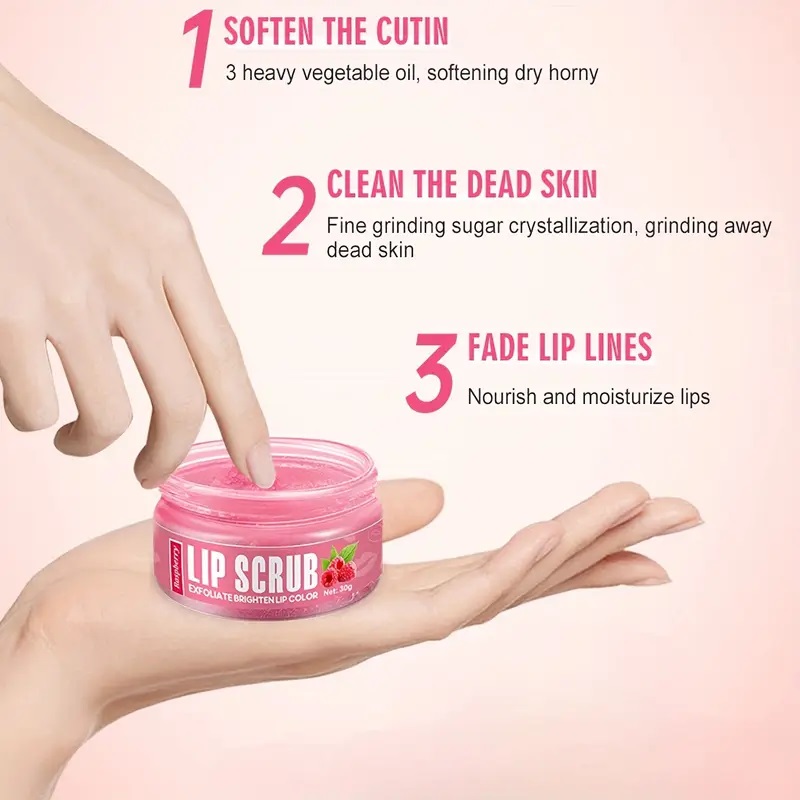 1 SOFTEN THE CUTIN
3 heavy vegetable oil, softening dry horny
2 CLEAN THE DEAD SKIN
Fine grinding sugar crystallization, grinding away
dead skin
3 FADE LIP LINES
Nourish and moisturize lips
Raspberry
LIP SCRUB
EXFOLIATE BRIGHTEN LIP COLOR Net: 30g